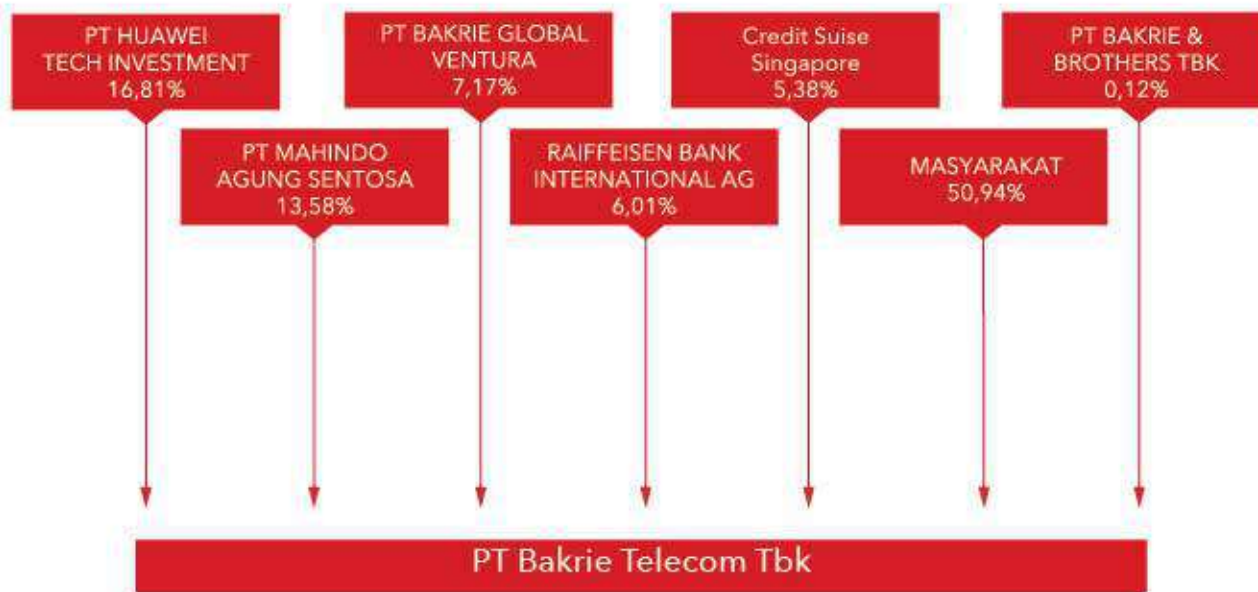 PT HUAWEI
TECH INVESTMENT
16,81%
PT BAKRIE GLOBAL
VENTURA
7,17%
Credit Suise
Singapore
5,38%
PT BAKRIE &
BROTHERS TBK
0,12%
PT MAHINDO
AGUNG SENTOSA
13,58%
RAIFFEISEN BANK
INTERNATIONAL AG
6,01%
MASYARAKAT
50,94%
PT Bakrie Telecom Tbk